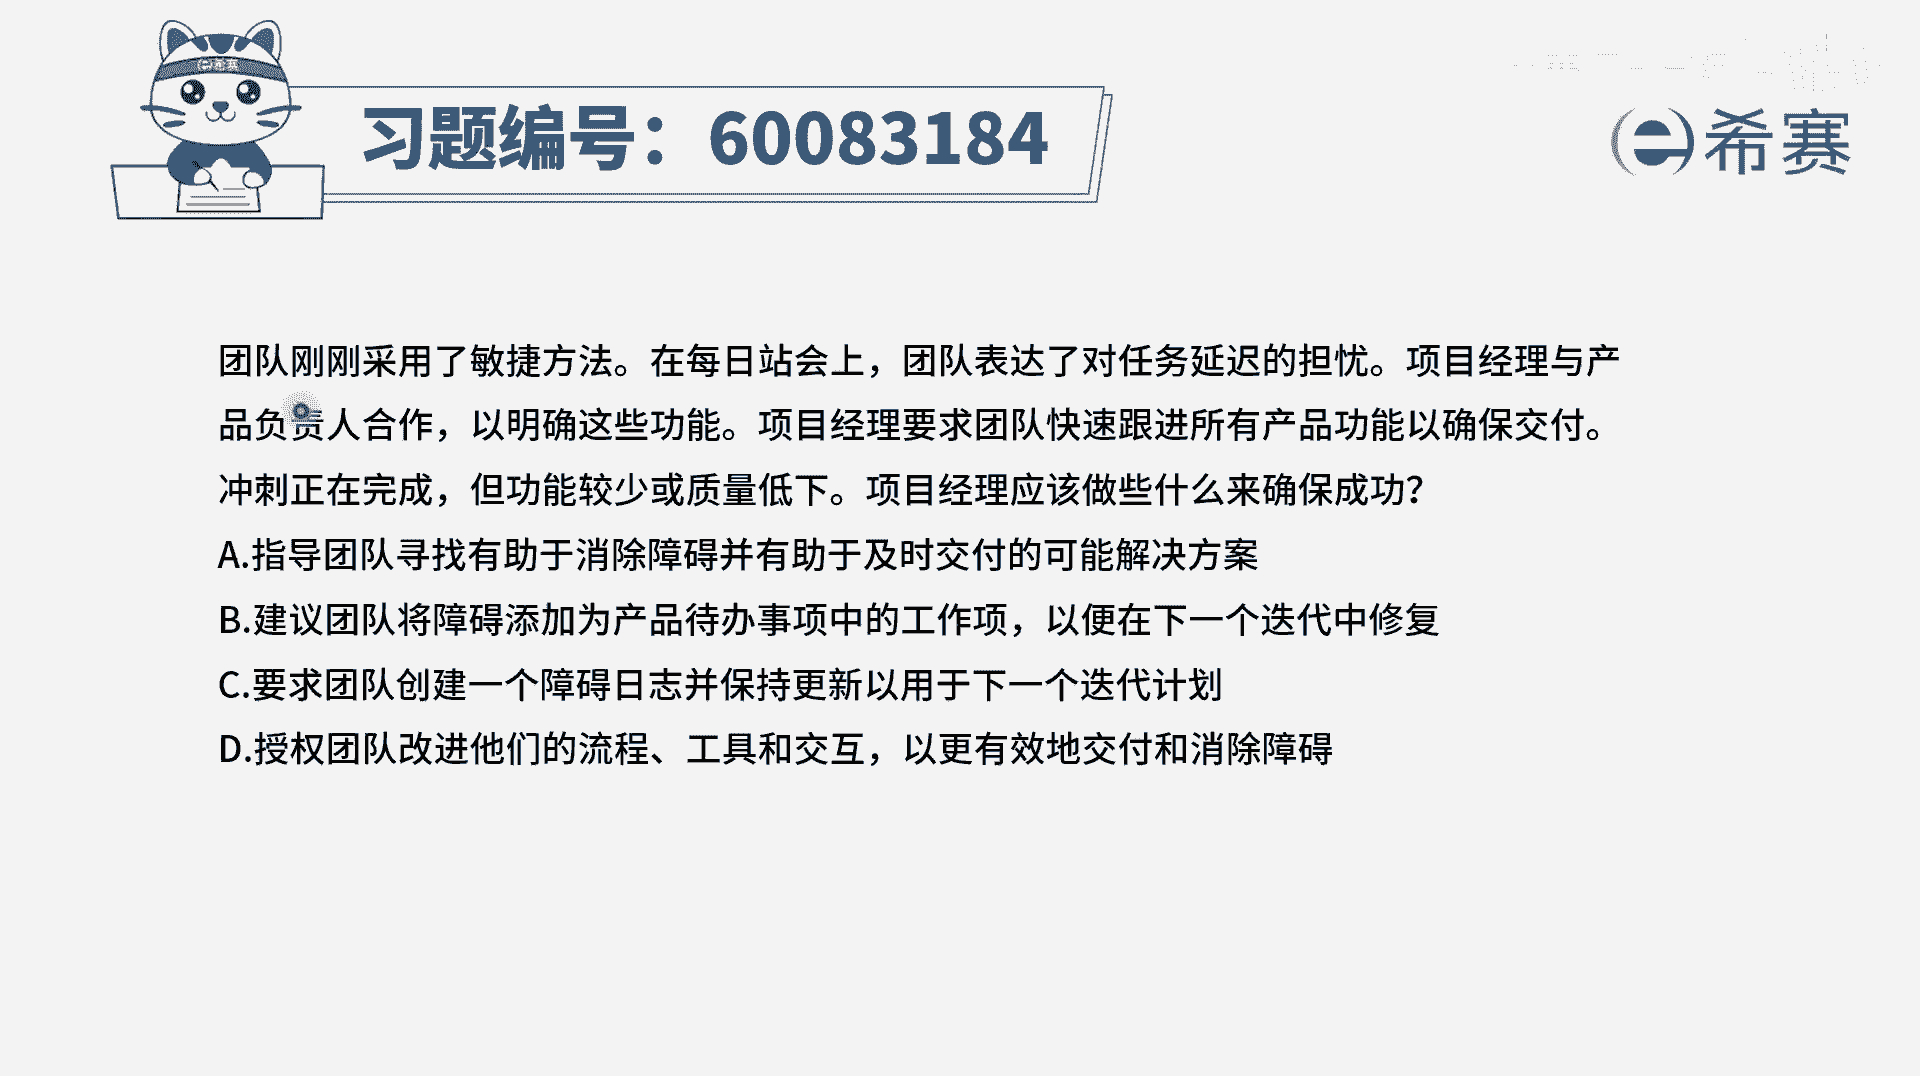 希赛
习题编号：60083184
希赛
团队刚刚采用了敏捷方法。在每日站会上，团队表达了对任务延迟的担忧。项目经理与产
品负责人合作，以明确这些功能。项目经理要求团队快速跟进所有产品功能以确保交付。
冲刺正在完成，但功能较少或质量低下。项目经理应该做些什么来确保成功？
A.指导团队寻找有助于消除障碍并有助于及时交付的可能解决方案
B.建议团队将障碍添加为产品待办事项中的工作项，以便在下一个迭代中修复
C.要求团队创建一个障碍日志并保持更新以用于下一个迭代计划
D.授权团队改进他们的流程、工具和交互，以更有效地交付和消除障碍